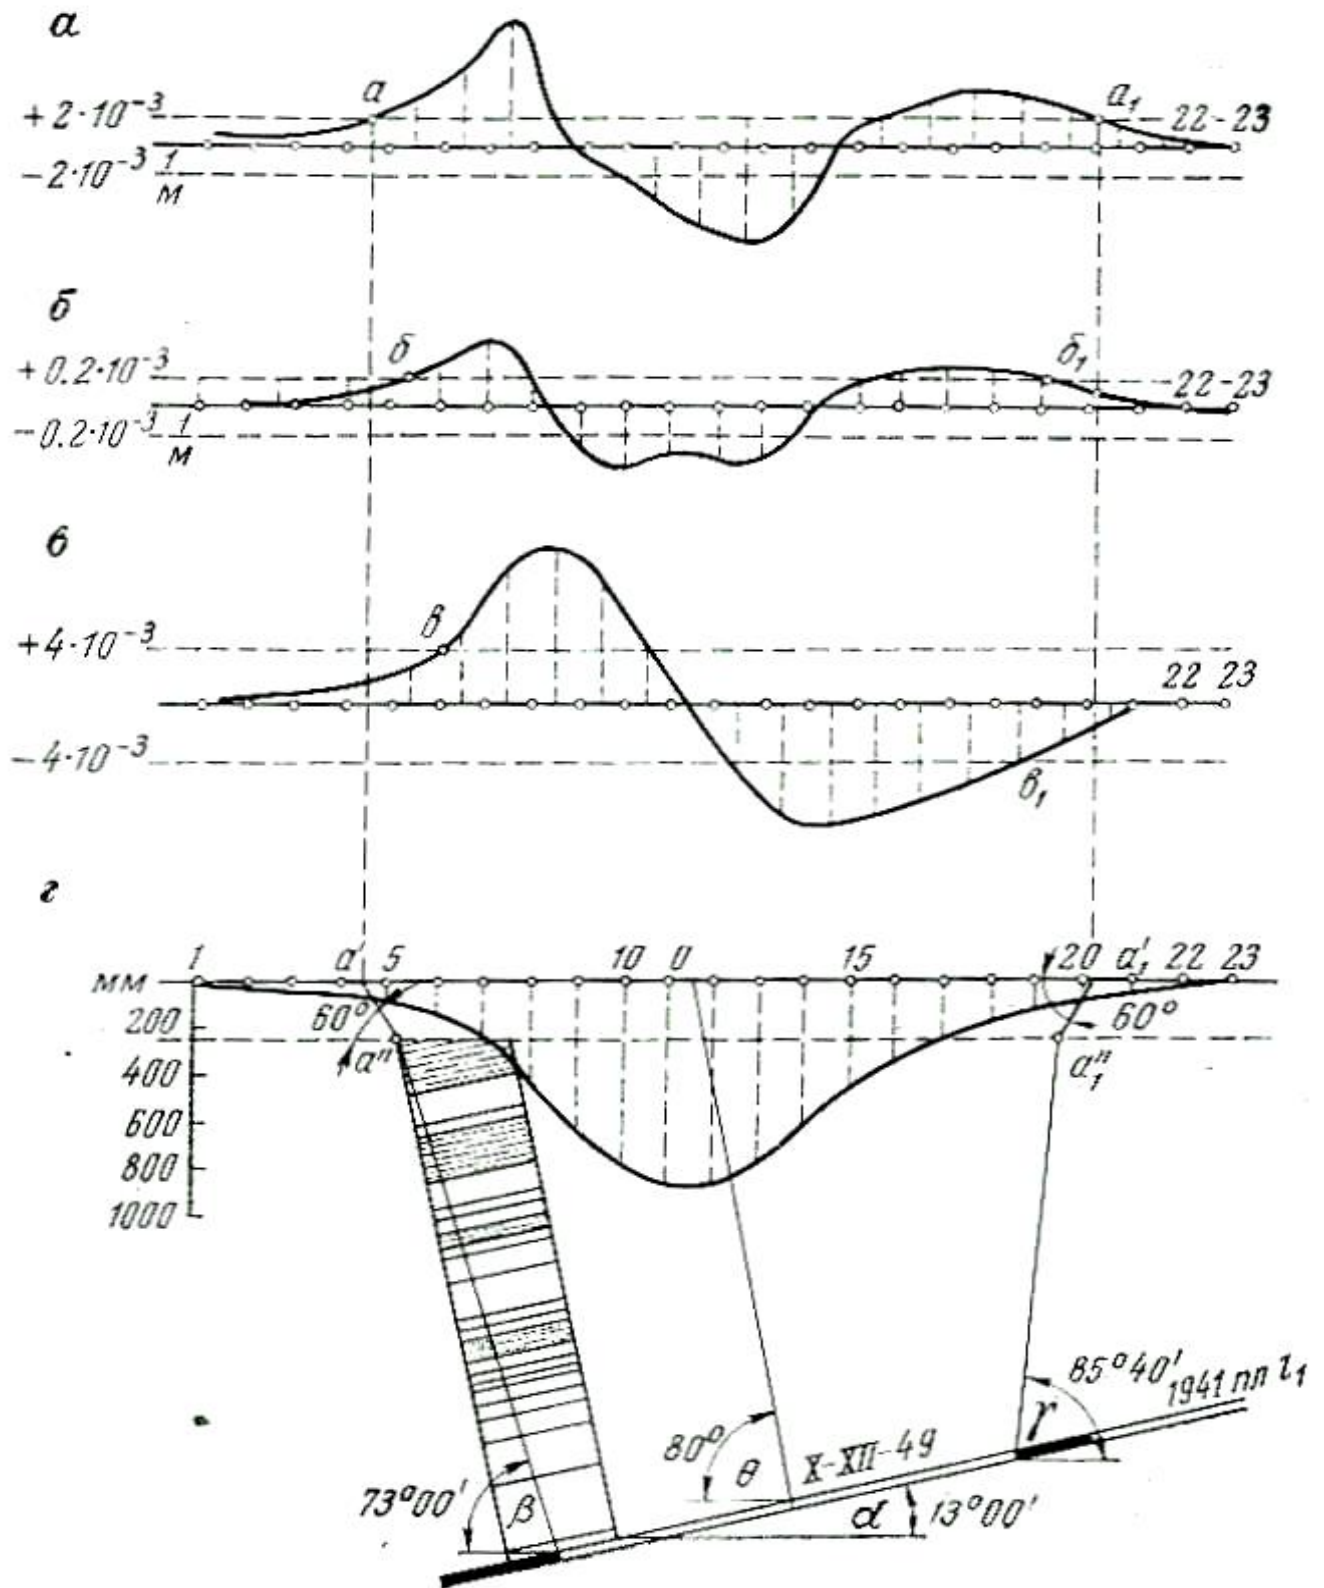 а
+2·10⁻³
-2·10⁻³ 1/м
а
а₁
22-23
б
+0.2·10⁻³
-0.2·10⁻³ 1/м
б
б₁
22-23
в
+4·10⁻³
-4·10⁻³
в
в₁
22 23
г
1 а' 5 10 0 15 20 а'₁ 22 23
мм
200
400
600
800
1000
60°
а"
60°
а"₁
73°00'
β
80°
θ
X-XII-49
α
13°00'
85°40'
γ
1941 пл l₁